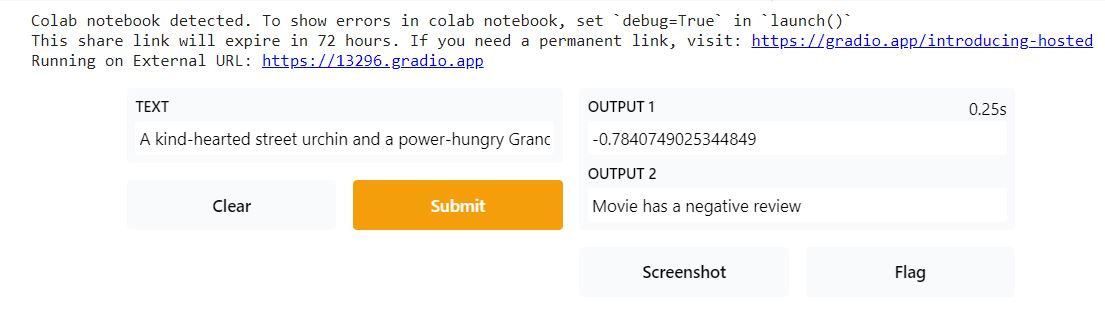 Colab notebook detected. To show errors in colab notebook, set `debug=True` in `launch()`
This share link will expire in 72 hours. If you need a permanent link, visit: https://gradio.app/introducing-hosted
Running on External URL: https://13296.gradio.app
TEXT
A kind-hearted street urchin and a power-hungry Granc
Clear
Submit
OUTPUT 1
0.25s
-0.7840749025344849
OUTPUT 2
Movie has a negative review
Screenshot
Flag